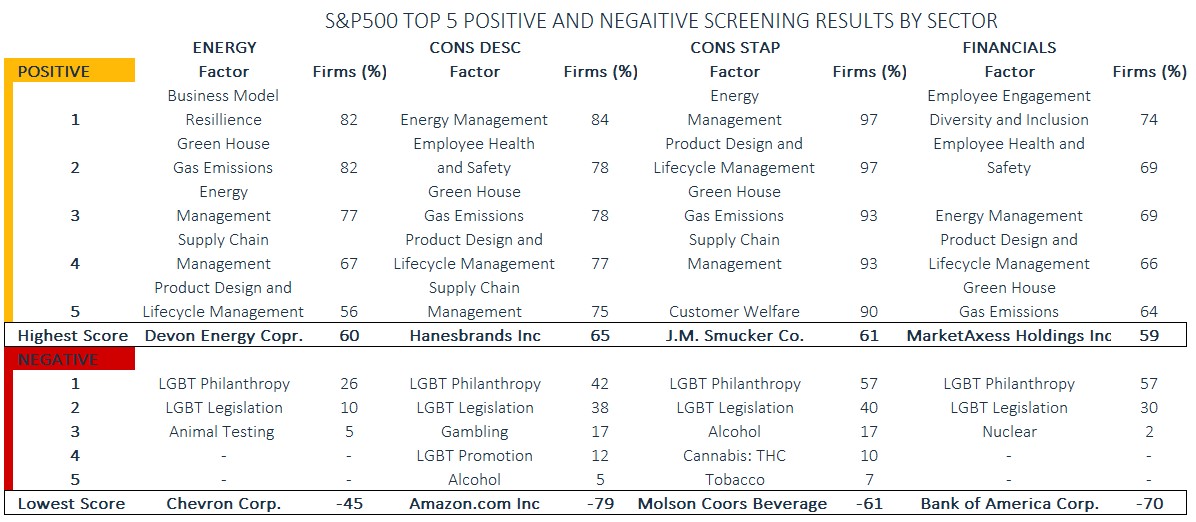 S&P500 TOP 5 POSITIVE AND NEGAITIVE SCREENING RESULTS BY SECTOR
ENERGY CONS DESC CONS STAP FINANCIALS
POSITIVE Factor Firms (%) Factor Firms (%) Factor Firms (%) Factor Firms (%)
Business Model Energy Employee Engagement
1 Resillience 82 Energy Management 84 Management 97 Diversity and Inclusion 74
Green House Employee Health Product Design and Employee Health and
2 Gas Emissions 82 and Safety 78 Lifecycle Management 97 Safety 69
Energy Green House Green House
3 Management 77 Gas Emissions 78 Gas Emissions 93 Energy Management 69
Supply Chain Product Design and Supply Chain Product Design and
4 Management 67 Lifecycle Management 77 Management 93 Lifecycle Management 66
Product Design and Supply Chain Green House
5 Lifecycle Management 56 Management 75 Customer Welfare 90 Gas Emissions 64
Highest Score Devon Energy Copr. 60 Hanesbrands Inc 65 J.M. Smucker Co. 61 MarketAxess Holdings Inc 59
NEGATIVE
1 LGBT Philanthropy 26 LGBT Philanthropy 42 LGBT Philanthropy 57 LGBT Philanthropy 57
2 LGBT Legislation 10 LGBT Legislation 38 LGBT Legislation 40 LGBT Legislation 30
3 Animal Testing 5 Gambling 17 Alcohol 17 Nuclear 2
4 - - LGBT Promotion 12 Cannabis: THC 10 - -
5 - - Alcohol 5 Tobacco 7 - -
Lowest Score Chevron Corp. -45 Amazon.com Inc -79 Molson Coors Beverage -61 Bank of America Corp. -70